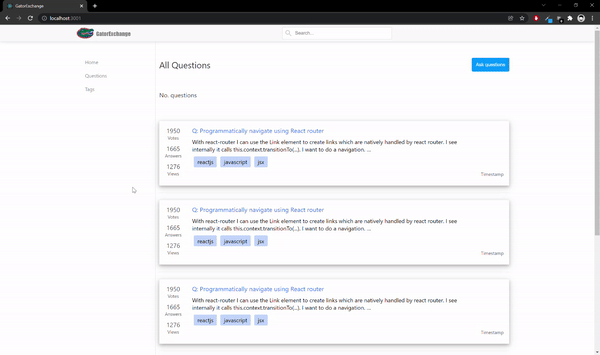 GatorExchange
localhost:3001
GatorExchange
Search...
Home
Questions
Tags
All Questions
Ask questions
No. questions
1950
Votes
1665
Answers
1276
Views
Q: Programmatically navigate using React router
With react-router I can use the Link element to create links which are natively handled by react router. I see
internally it calls this.context.transitionTo(...). I want to do a navigation. ...
reactjs javascript jsx
Timestamp
1950
Votes
1665
Answers
1276
Views
Q: Programmatically navigate using React router
With react-router I can use the Link element to create links which are natively handled by react router. I see
internally it calls this.context.transitionTo(...). I want to do a navigation. ...
reactjs javascript jsx
Timestamp
1950
Votes
1665
Answers
1276
Views
Q: Programmatically navigate using React router
With react-router I can use the Link element to create links which are natively handled by react router. I see
internally it calls this.context.transitionTo(...). I want to do a navigation. ...
reactjs javascript jsx
Timestamp